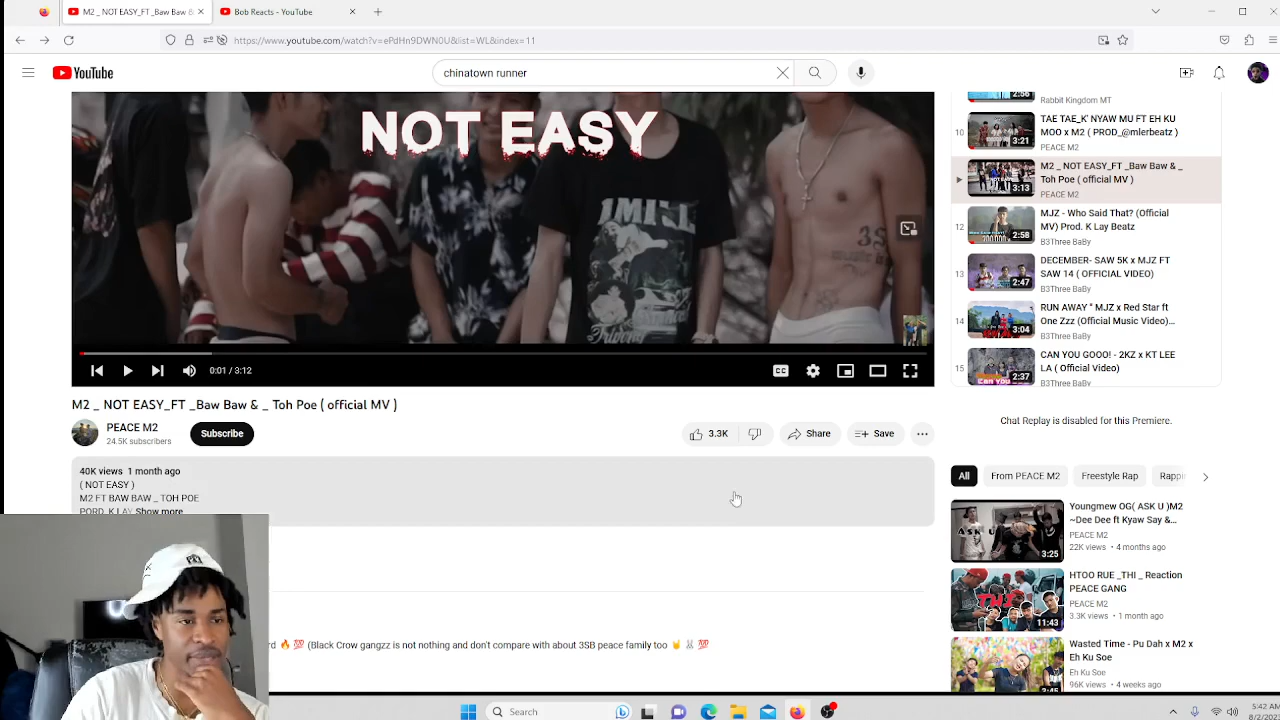 M2 _ NOT EASY_FT _Baw Baw &
Bob Reacts - YouTube
https://www.youtube.com/watch?v=ePdHn9DWN0U&list=WL&index=11
YouTube
chinatown runner
NOT EASY
3S
2:56
Rabbit Kingdom MT
10
3:21
TAE TAE_K' NYAW MU FT EH KU
MOO x M2 ( PROD_@mlerbeatz )
PEACE M2
3:13
M2 _ NOT EASY_FT _Baw Baw & _
Toh Poe ( official MV )
PEACE M2
12
2:58
MJZ - Who Said That? (Official
MV) Prod. K Lay Beatz
B3Three BaBy
13
2:47
DECEMBER- SAW 5K x MJZ FT
SAW 14 ( OFFICIAL VIDEO)
B3Three BaBy
14
3:04
RUN AWAY " MJZ x Red Star ft
One Zzz (Official Music Video)...
B3Three BaBy
15
2:37
CAN YOU GOOO! - 2KZ x KT LEE
LA ( Official Video)
B3Three BaBy
0:01 / 3:12
CC
M2 _ NOT EASY_FT _Baw Baw & _ Toh Poe ( official MV )
PEACE M2
24.5K subscribers
Subscribe
3.3K
Share
Save
Chat Replay is disabled for this Premiere.
40K views 1 month ago
( NOT EASY )
M2 FT BAW BAW _ TOH POE
PORD_K LAY Show more
All
From PEACE M2
Freestyle Rap
Rappi
3:25
Youngmew OG( ASK U )M2
~Dee Dee ft Kyaw Say &...
PEACE M2
22K views • 4 months ago
11:43
HTOO RUE _THI _ Reaction
PEACE GANG
PEACE M2
3.3K views • 1 month ago
Wasted Time - Pu Dah x M2 x
Eh Ku Soe
Eh Ku Soe
96K views • 4 weeks ago
rd 🔥 💯 (Black Crow gangzz is not nothing and don't compare with about 3SB peace family too 🤘 🐰 💯
Search
5:42 AM